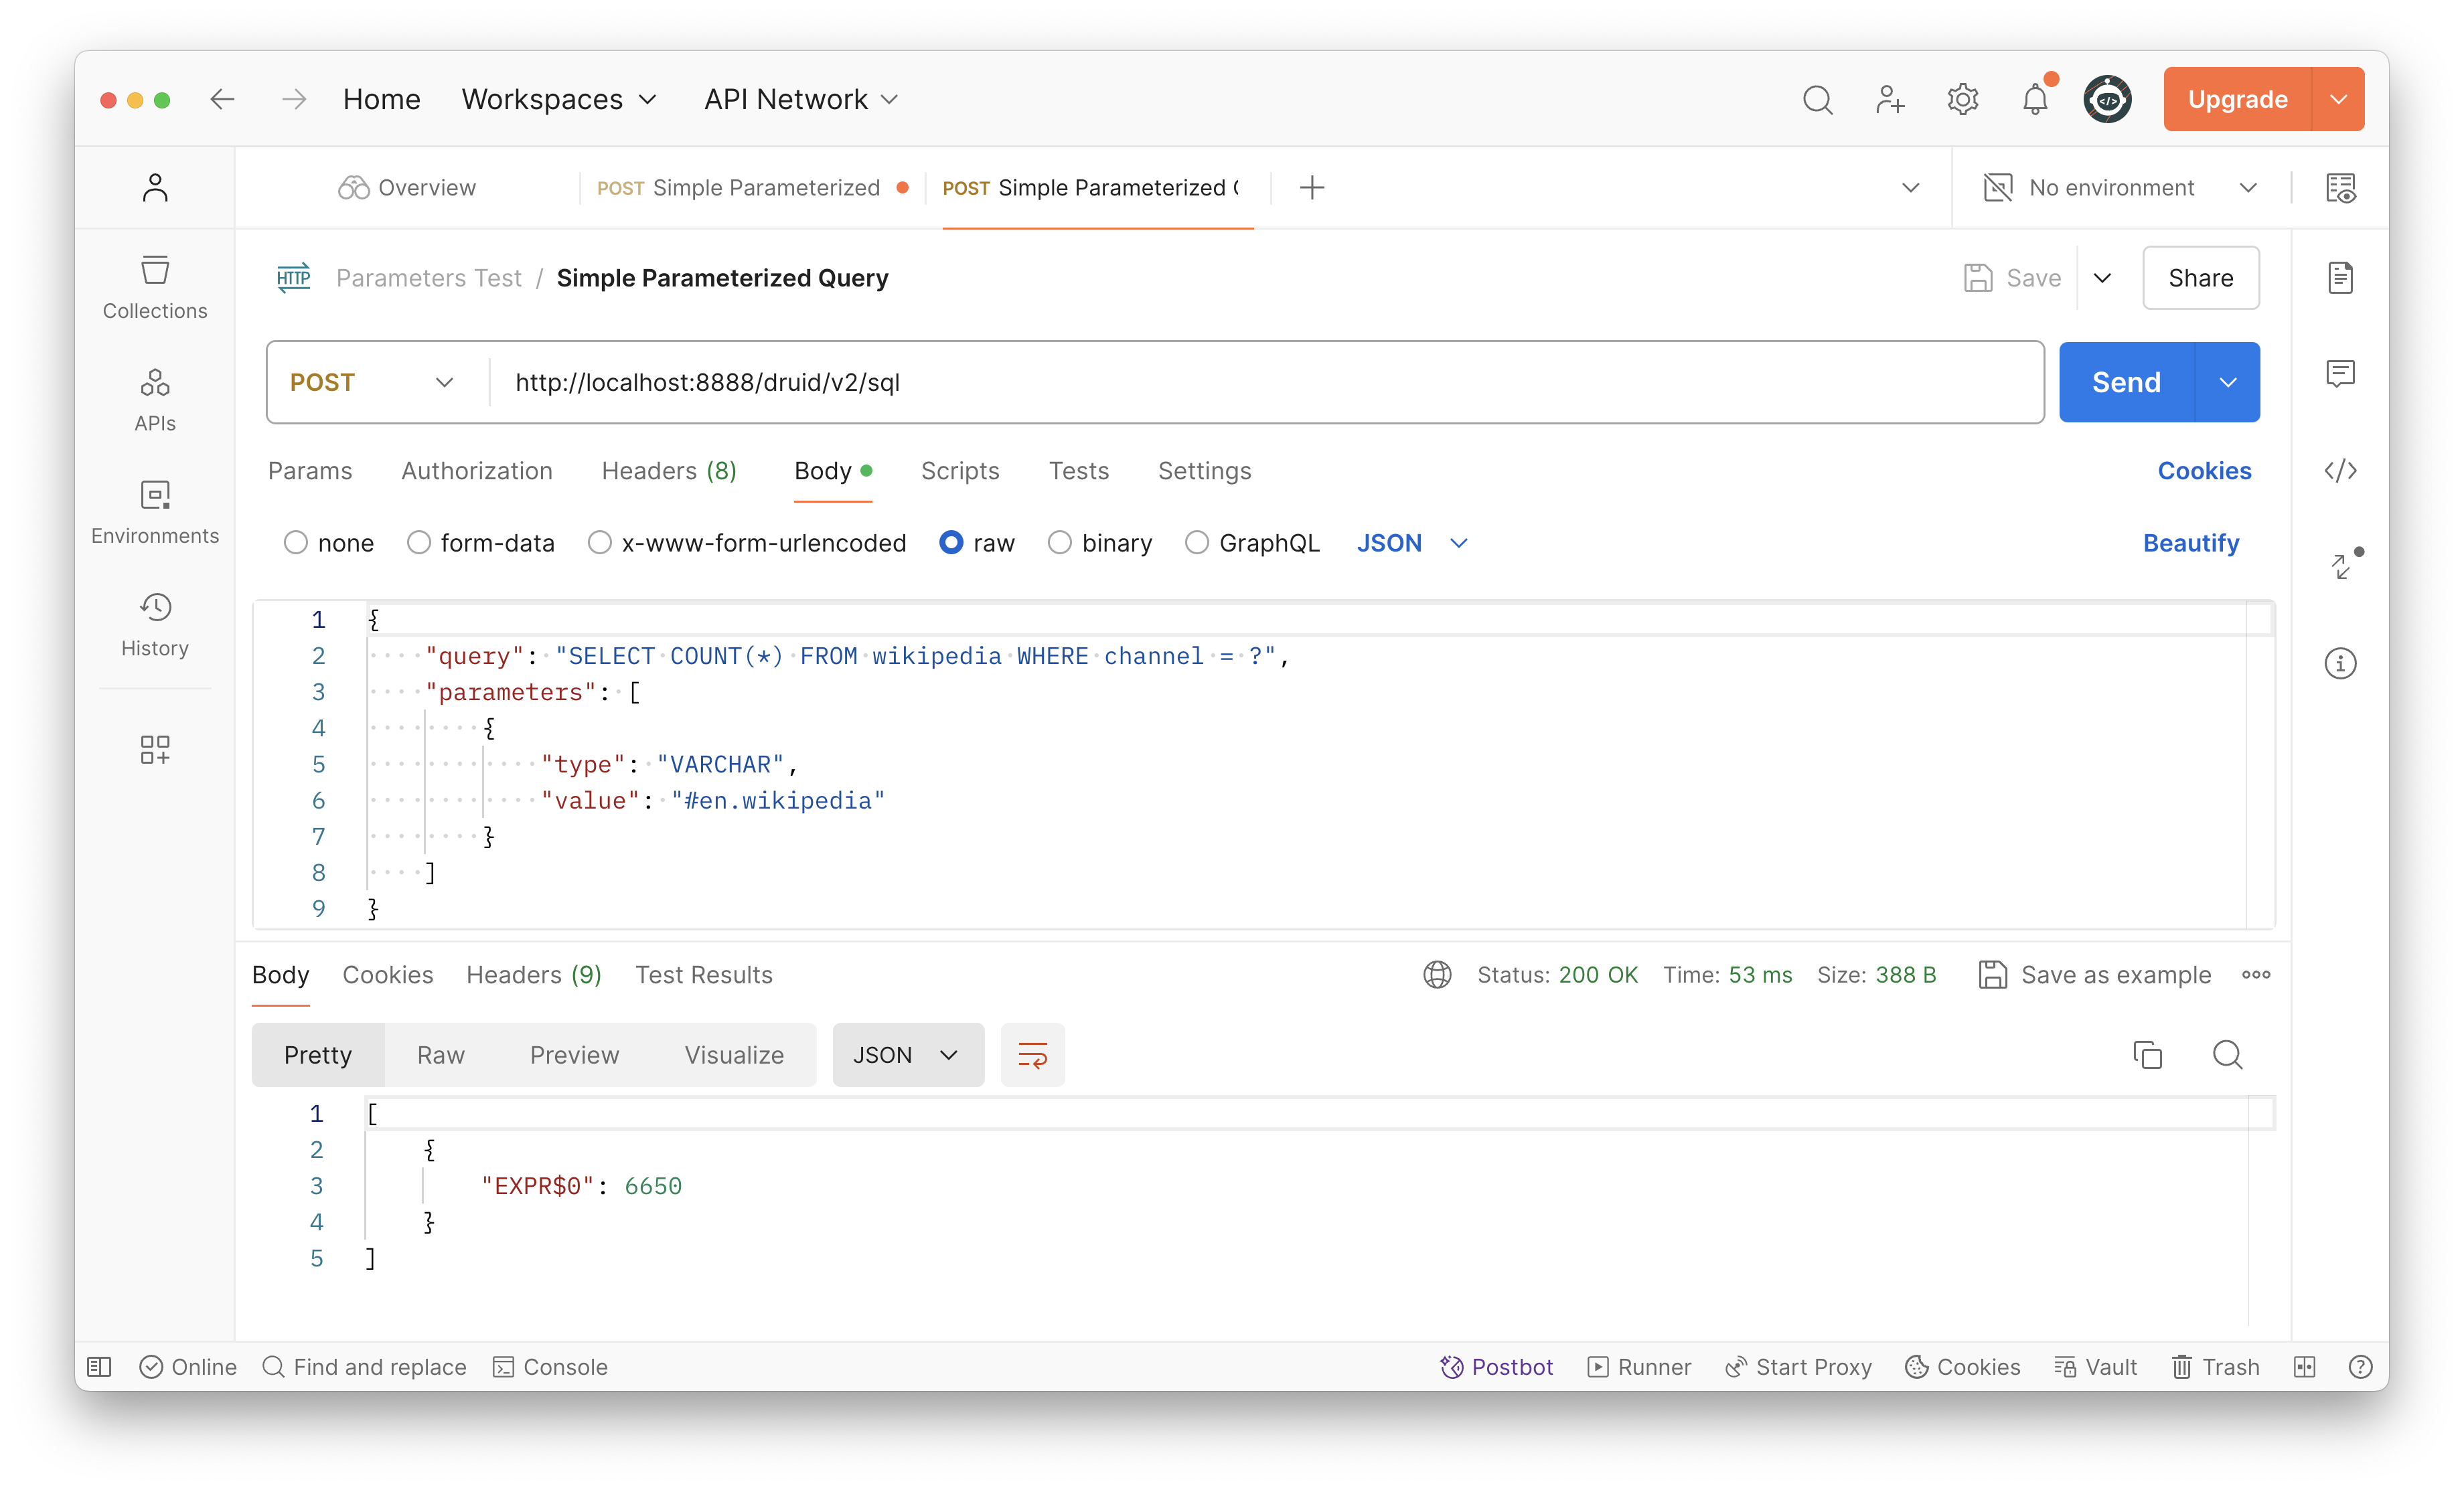 Home Workspaces API Network Upgrade
Overview POST Simple Parameterized POST Simple Parameterized No environment
HTTP Parameters Test / Simple Parameterized Query Save Share
POST http://localhost:8888/druid/v2/sql Send
Params Authorization Headers (8) Body Scripts Tests Settings Cookies
none form-data x-www-form-urlencoded raw binary GraphQL JSON Beautify
Collections
APIs
Environments
History
1 {
2 "query": "SELECT COUNT(*) FROM wikipedia WHERE channel = ?",
3 "parameters": [
4 {
5 "type": "VARCHAR",
6 "value": "#en.wikipedia"
7 }
8 ]
9 }
Body Cookies Headers (9) Test Results Status: 200 OK Time: 53 ms Size: 388 B Save as example
Pretty Raw Preview Visualize JSON
1 [
2 {
3 "EXPR$0": 6650
4 }
5 ]
Online Find and replace Console Postbot Runner Start Proxy Cookies Vault Trash